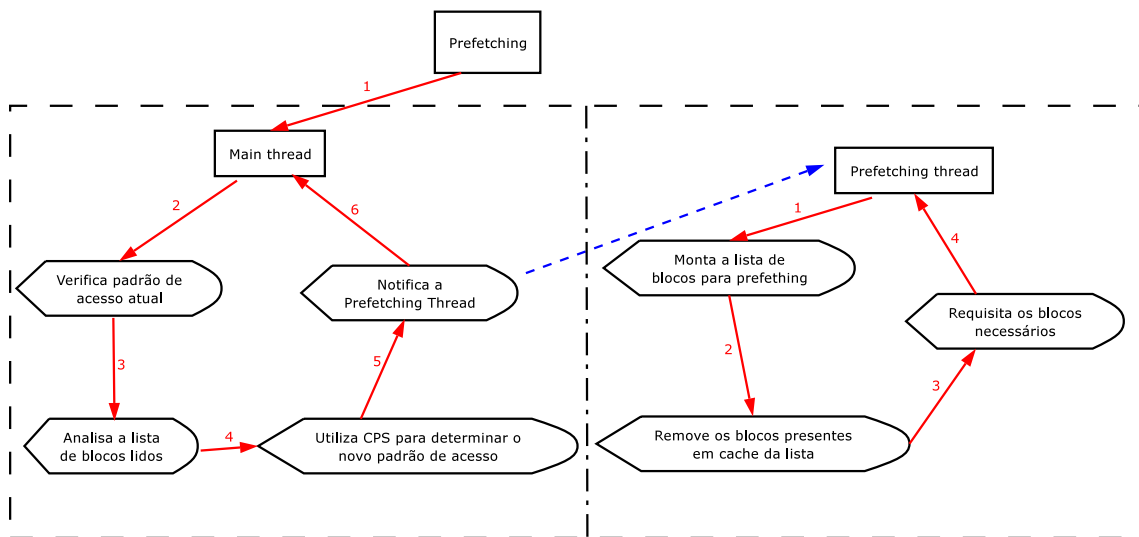 Prefetching
1
Main thread
2
6
Verifica padrão de
acesso atual
Notifica a
Prefetching Thread
3
5
Analisa a lista
de blocos lidos
4
Utiliza CPS para determinar o
novo padrão de acesso
Prefetching thread
1
4
Monta a lista de
blocos para prefething
Requisita os blocos
necessários
2
3
Remove os blocos presentes
em cache da lista